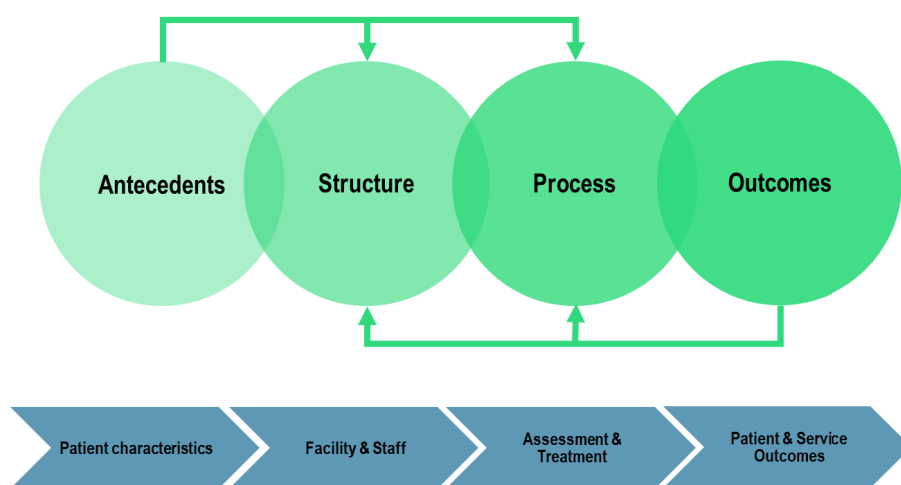 Antecedents
Structure
Process
Outcomes
Patient characteristics
Facility & Staff
Assessment &
Treatment
Patient & Service
Outcomes